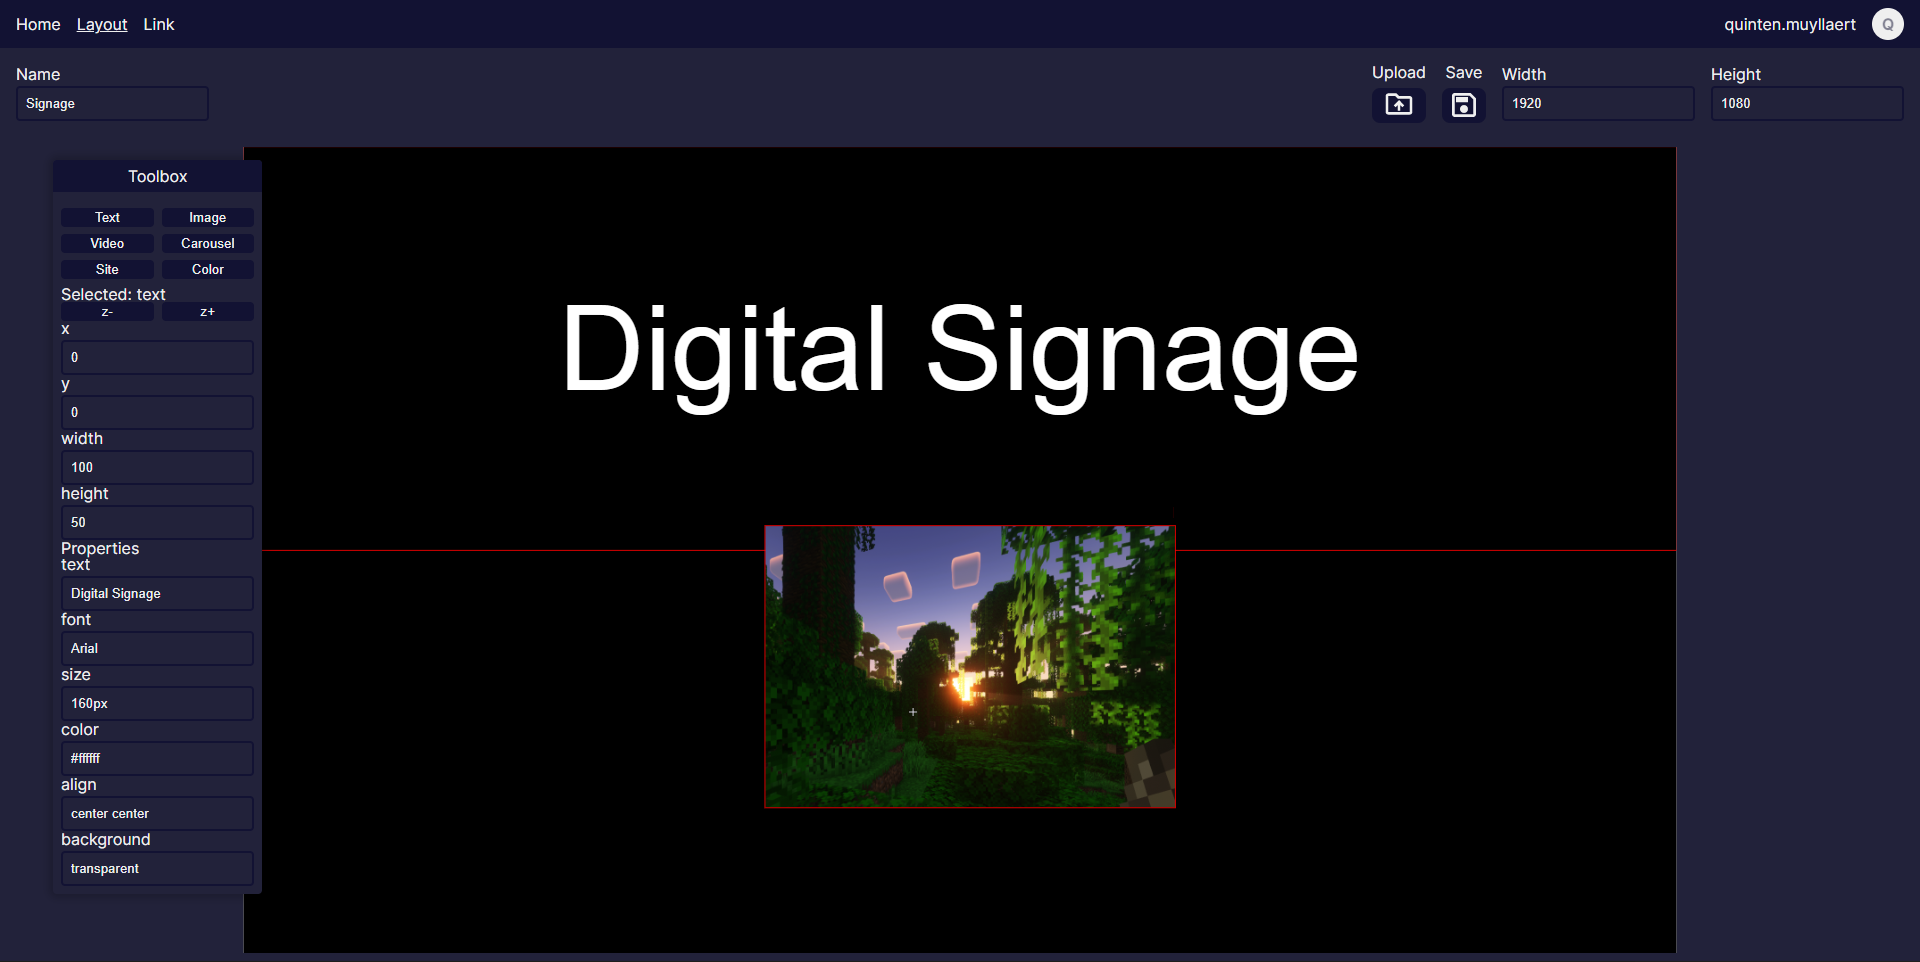 Home Layout Link quinten.muyllaert Q
Name Upload Save Width Height
Signage 1920 1080
Toolbox
Text Image
Video Carousel
Site Color
Selected: text
z- z+
x
0
y
0
width
100
height
50
Properties
text
Digital Signage
font
Arial
size
160px
color
#ffffff
align
center center
background
transparent
Digital Signage